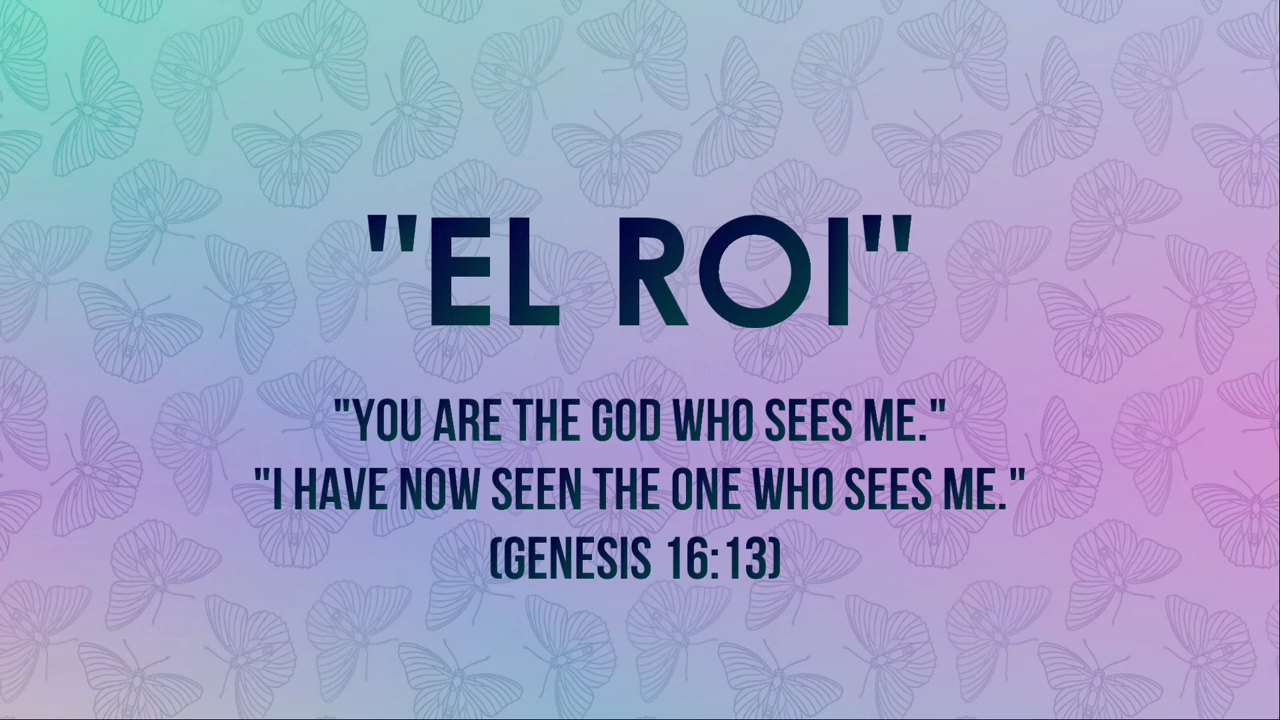 "EL ROI"
"YOU ARE THE GOD WHO SEES ME."
"I HAVE NOW SEEN THE ONE WHO SEES ME."
(GENESIS 16:13)